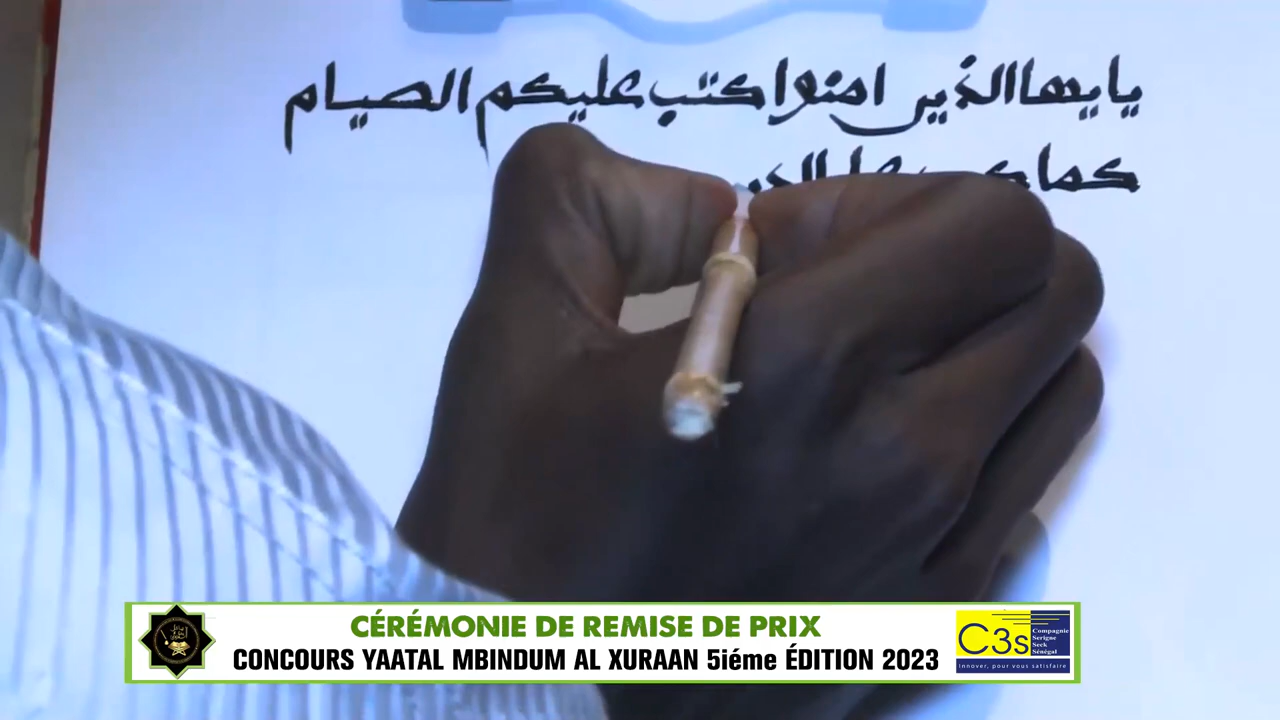 يايها الذين امنوا كتب عليكم الصيام
كما
CÉRÉMONIE DE REMISE DE PRIX
CONCOURS YAATAL MBINDUM AL XURAAN 5iéme ÉDITION 2023
C3s
Compagnie
Serigne
Seck
Sénégal
Innover, pour vous satisfaire